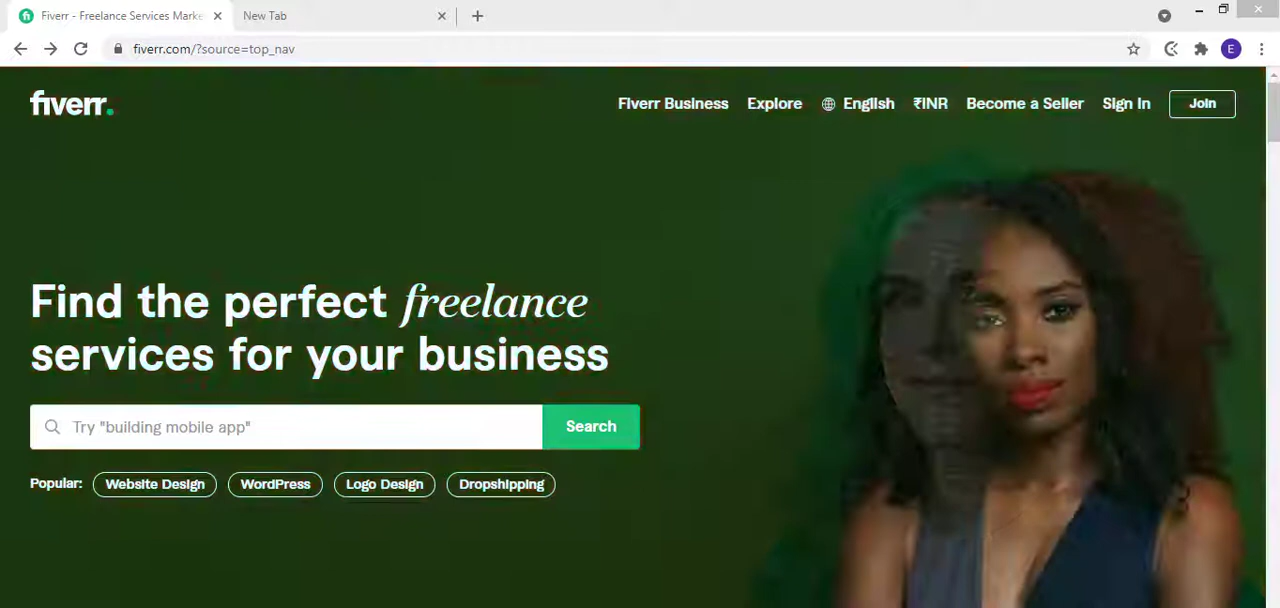 Fiverr - Freelance Services Marke
New Tab
fiverr.com/?source=top_nav
E
fiverr.
Fiverr Business
Explore
English
₹INR
Become a Seller
Sign In
Join
Find the perfect freelance
services for your business
Try "building mobile app"
Search
Popular:
Website Design
WordPress
Logo Design
Dropshipping